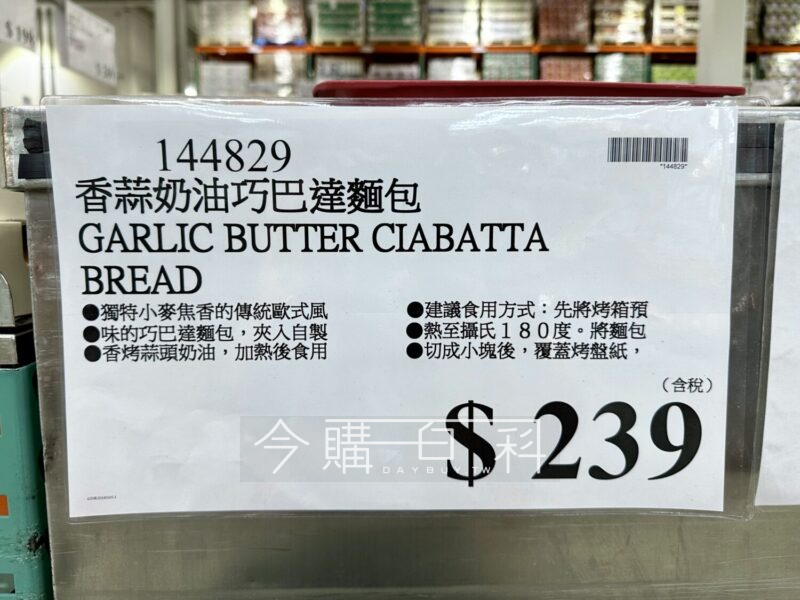 144829
*144829*
香蒜奶油巧巴達麵包
GARLIC BUTTER CIABATTA
BREAD
●獨特小麥焦香的傳統歐式風
●味的巧巴達麵包，夾入自製
●香烤蒜頭奶油，加熱後食用
●建議食用方式：先將烤箱預
●熱至攝氏１８０度。將麵包
●切成小塊後，覆蓋烤盤紙，
（含稅）
$ 239
今購百科
DAYBUY.TW